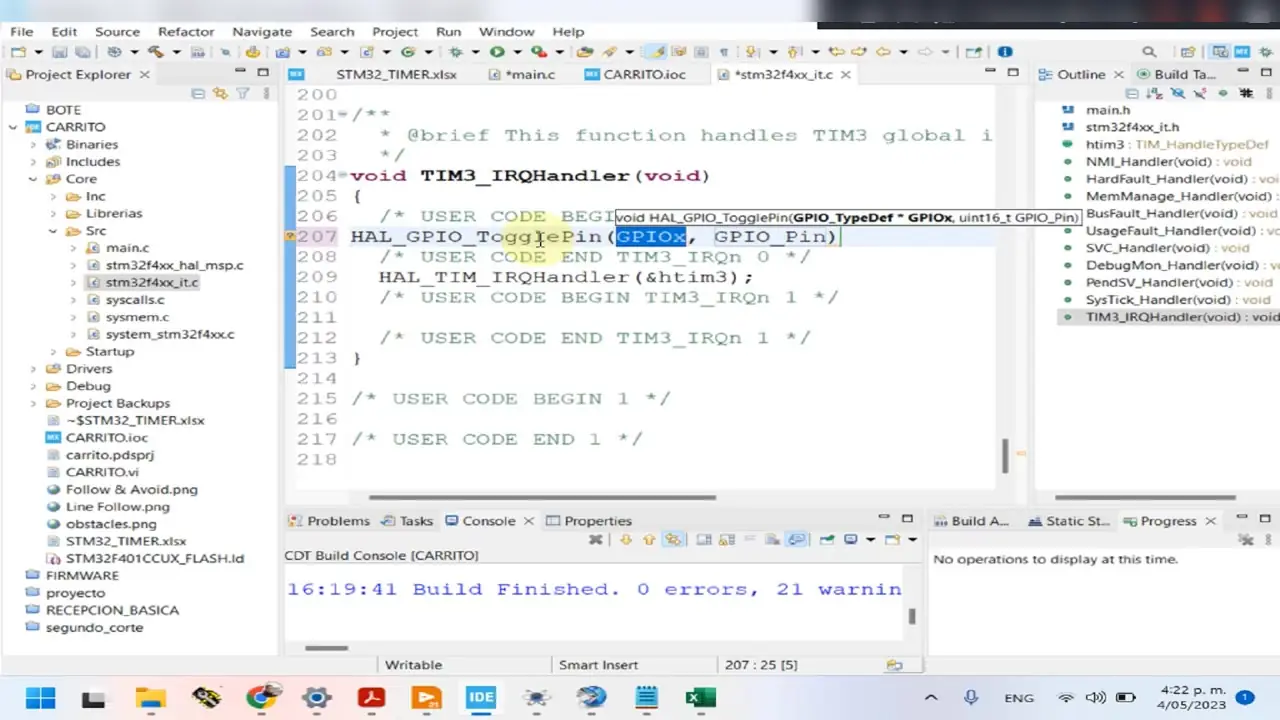 File Edit Source Refactor Navigate Search Project Run Window Help
Project Explorer
STM32_TIMER.xlsx *main.c CARRITO.ioc *stm32f4xx_it.c
Outline Build Ta...
BOTE
CARRITO
Binaries
Includes
Core
Inc
Librerias
Src
main.c
stm32f4xx_hal_msp.c
stm32f4xx_it.c
syscalls.c
sysmem.c
system_stm32f4xx.c
Startup
Drivers
Debug
Project Backups
~$STM32_TIMER.xlsx
CARRITO.ioc
carrito.pdsprj
CARRITO.vi
Follow & Avoid.png
Line Follow.png
obstacles.png
STM32_TIMER.xlsx
STM32F401CCUX_FLASH.ld
FIRMWARE
proyecto
RECEPCION_BASICA
segundo_corte
200
201 /**
202 * @brief This function handles TIM3 global i
203 */
204 void TIM3_IRQHandler(void)
205 {
206 /* USER CODE BEGI
void HAL_GPIO_TogglePin(GPIO_TypeDef * GPIOx, uint16_t GPIO_Pin)
207 HAL_GPIO_TogglePin(GPIOx, GPIO_Pin)
208 /* USER CODE END TIM3_IRQn 0 */
209 HAL_TIM_IRQHandler(&htim3);
210 /* USER CODE BEGIN TIM3_IRQn 1 */
211
212 /* USER CODE END TIM3_IRQn 1 */
213 }
214
215 /* USER CODE BEGIN 1 */
216
217 /* USER CODE END 1 */
218
main.h
stm32f4xx_it.h
htim3 : TIM_HandleTypeDef
NMI_Handler(void) : void
HardFault_Handler(void) : void
MemManage_Handler(void)
BusFault_Handler(void) : void
UsageFault_Handler(void) :
SVC_Handler(void) : void
DebugMon_Handler(void) :
PendSV_Handler(void) : void
SysTick_Handler(void) : void
TIM3_IRQHandler(void) : void
Problems Tasks Console Properties
CDT Build Console [CARRITO]
16:19:41 Build Finished. 0 errors, 21 warnin
Build A... Static St... Progress
No operations to display at this time.
Writable Smart Insert 207 : 25 [5]
IDE
ENG
4:22 p. m.
4/05/2023
1